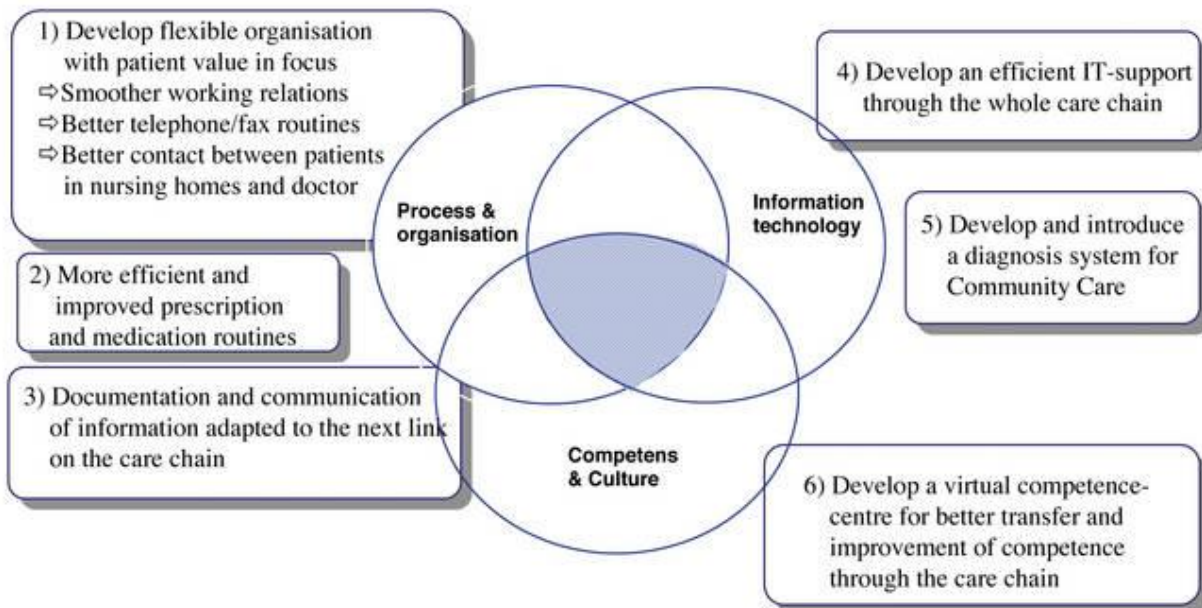 1) Develop flexible organisation
with patient value in focus
⇨Smoother working relations
⇨Better telephone/fax routines
⇨Better contact between patients
in nursing homes and doctor
2) More efficient and
improved prescription
and medication routines
3) Documentation and communication
of information adapted to the next link
on the care chain
Process &
organisation
Information
technology
Competens
& Culture
4) Develop an efficient IT-support
through the whole care chain
5) Develop and introduce
a diagnosis system for
Community Care
6) Develop a virtual competence-
centre for better transfer and
improvement of competence
through the care chain